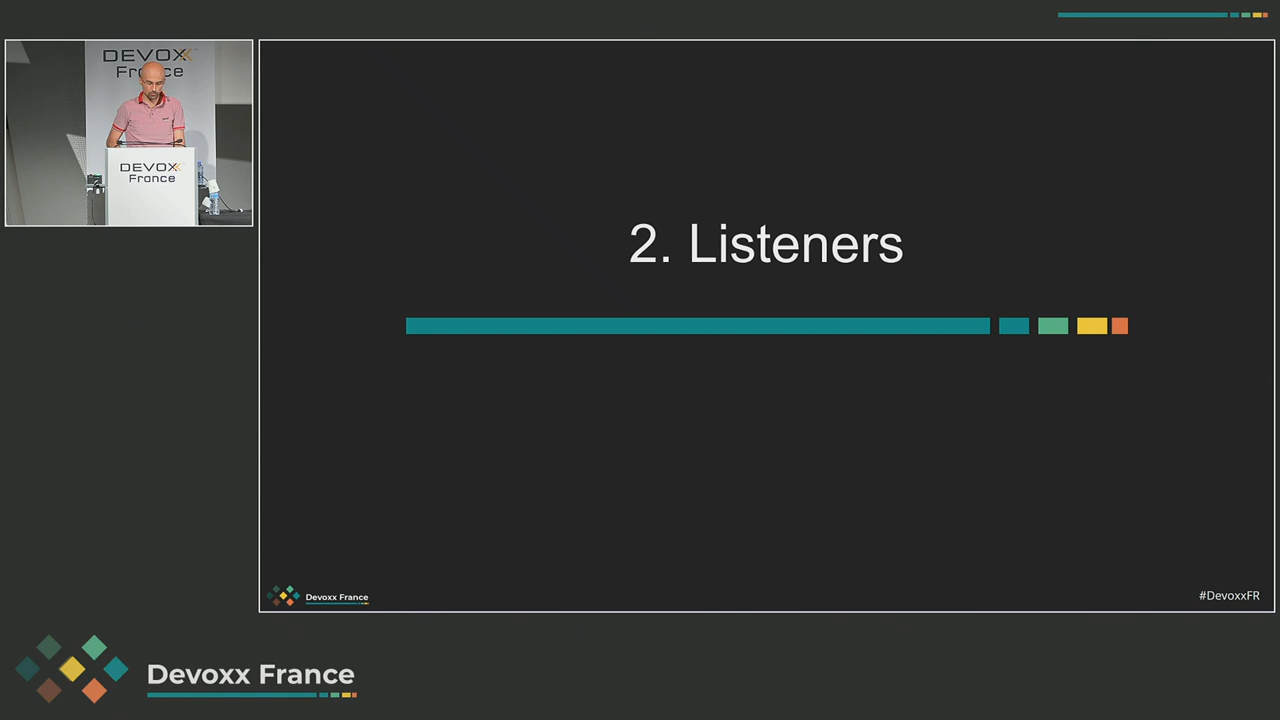 DEVOXX
France
DEVOXX
France
2. Listeners
Devoxx France
#DevoxxFR
Devoxx France